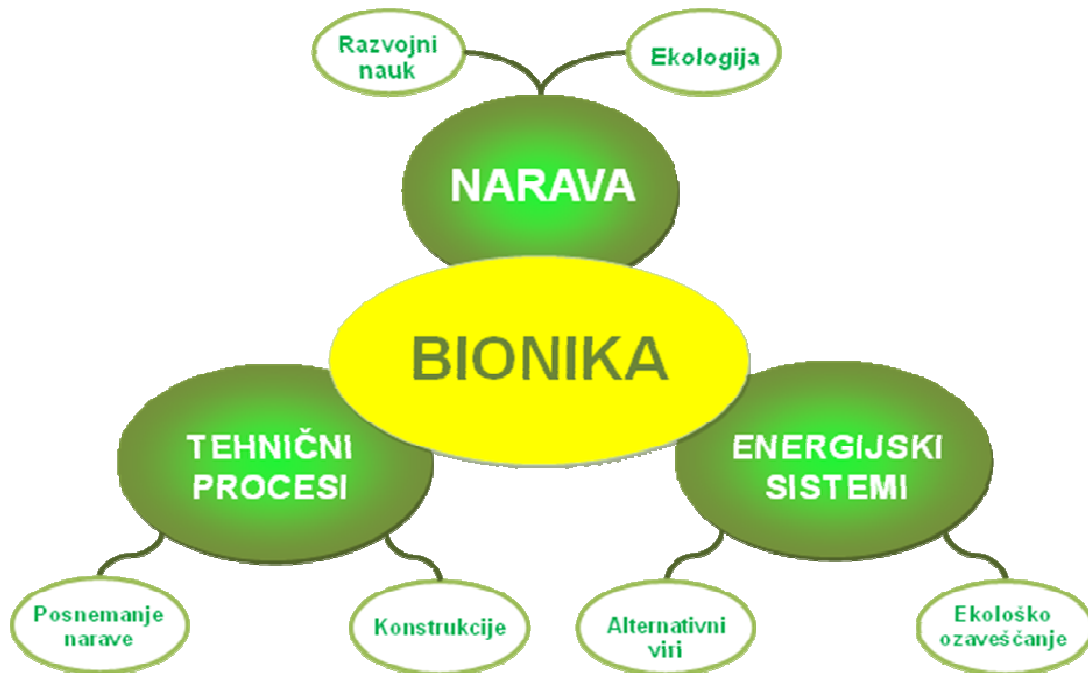 Razvojni
nauk
Ekologija
NARAVA
BIONIKA
TEHNIČNI
PROCESI
ENERGIJSKI
SISTEMI
Posnemanje
narave
Konstrukcije
Alternativni
viri
Ekološko
ozaveščanje